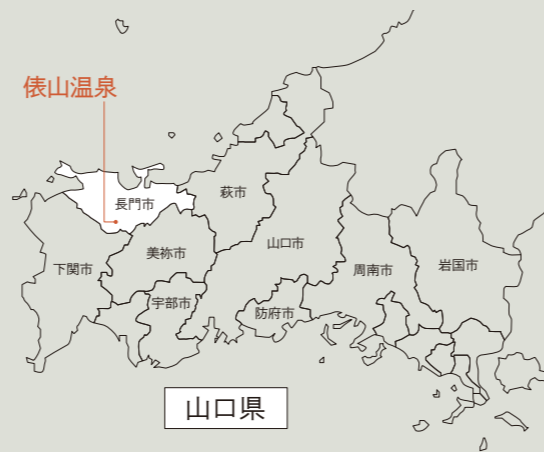 俵山温泉
長門市
萩市
下関市
美祢市
山口市
周南市
岩国市
宇部市
防府市
山口県